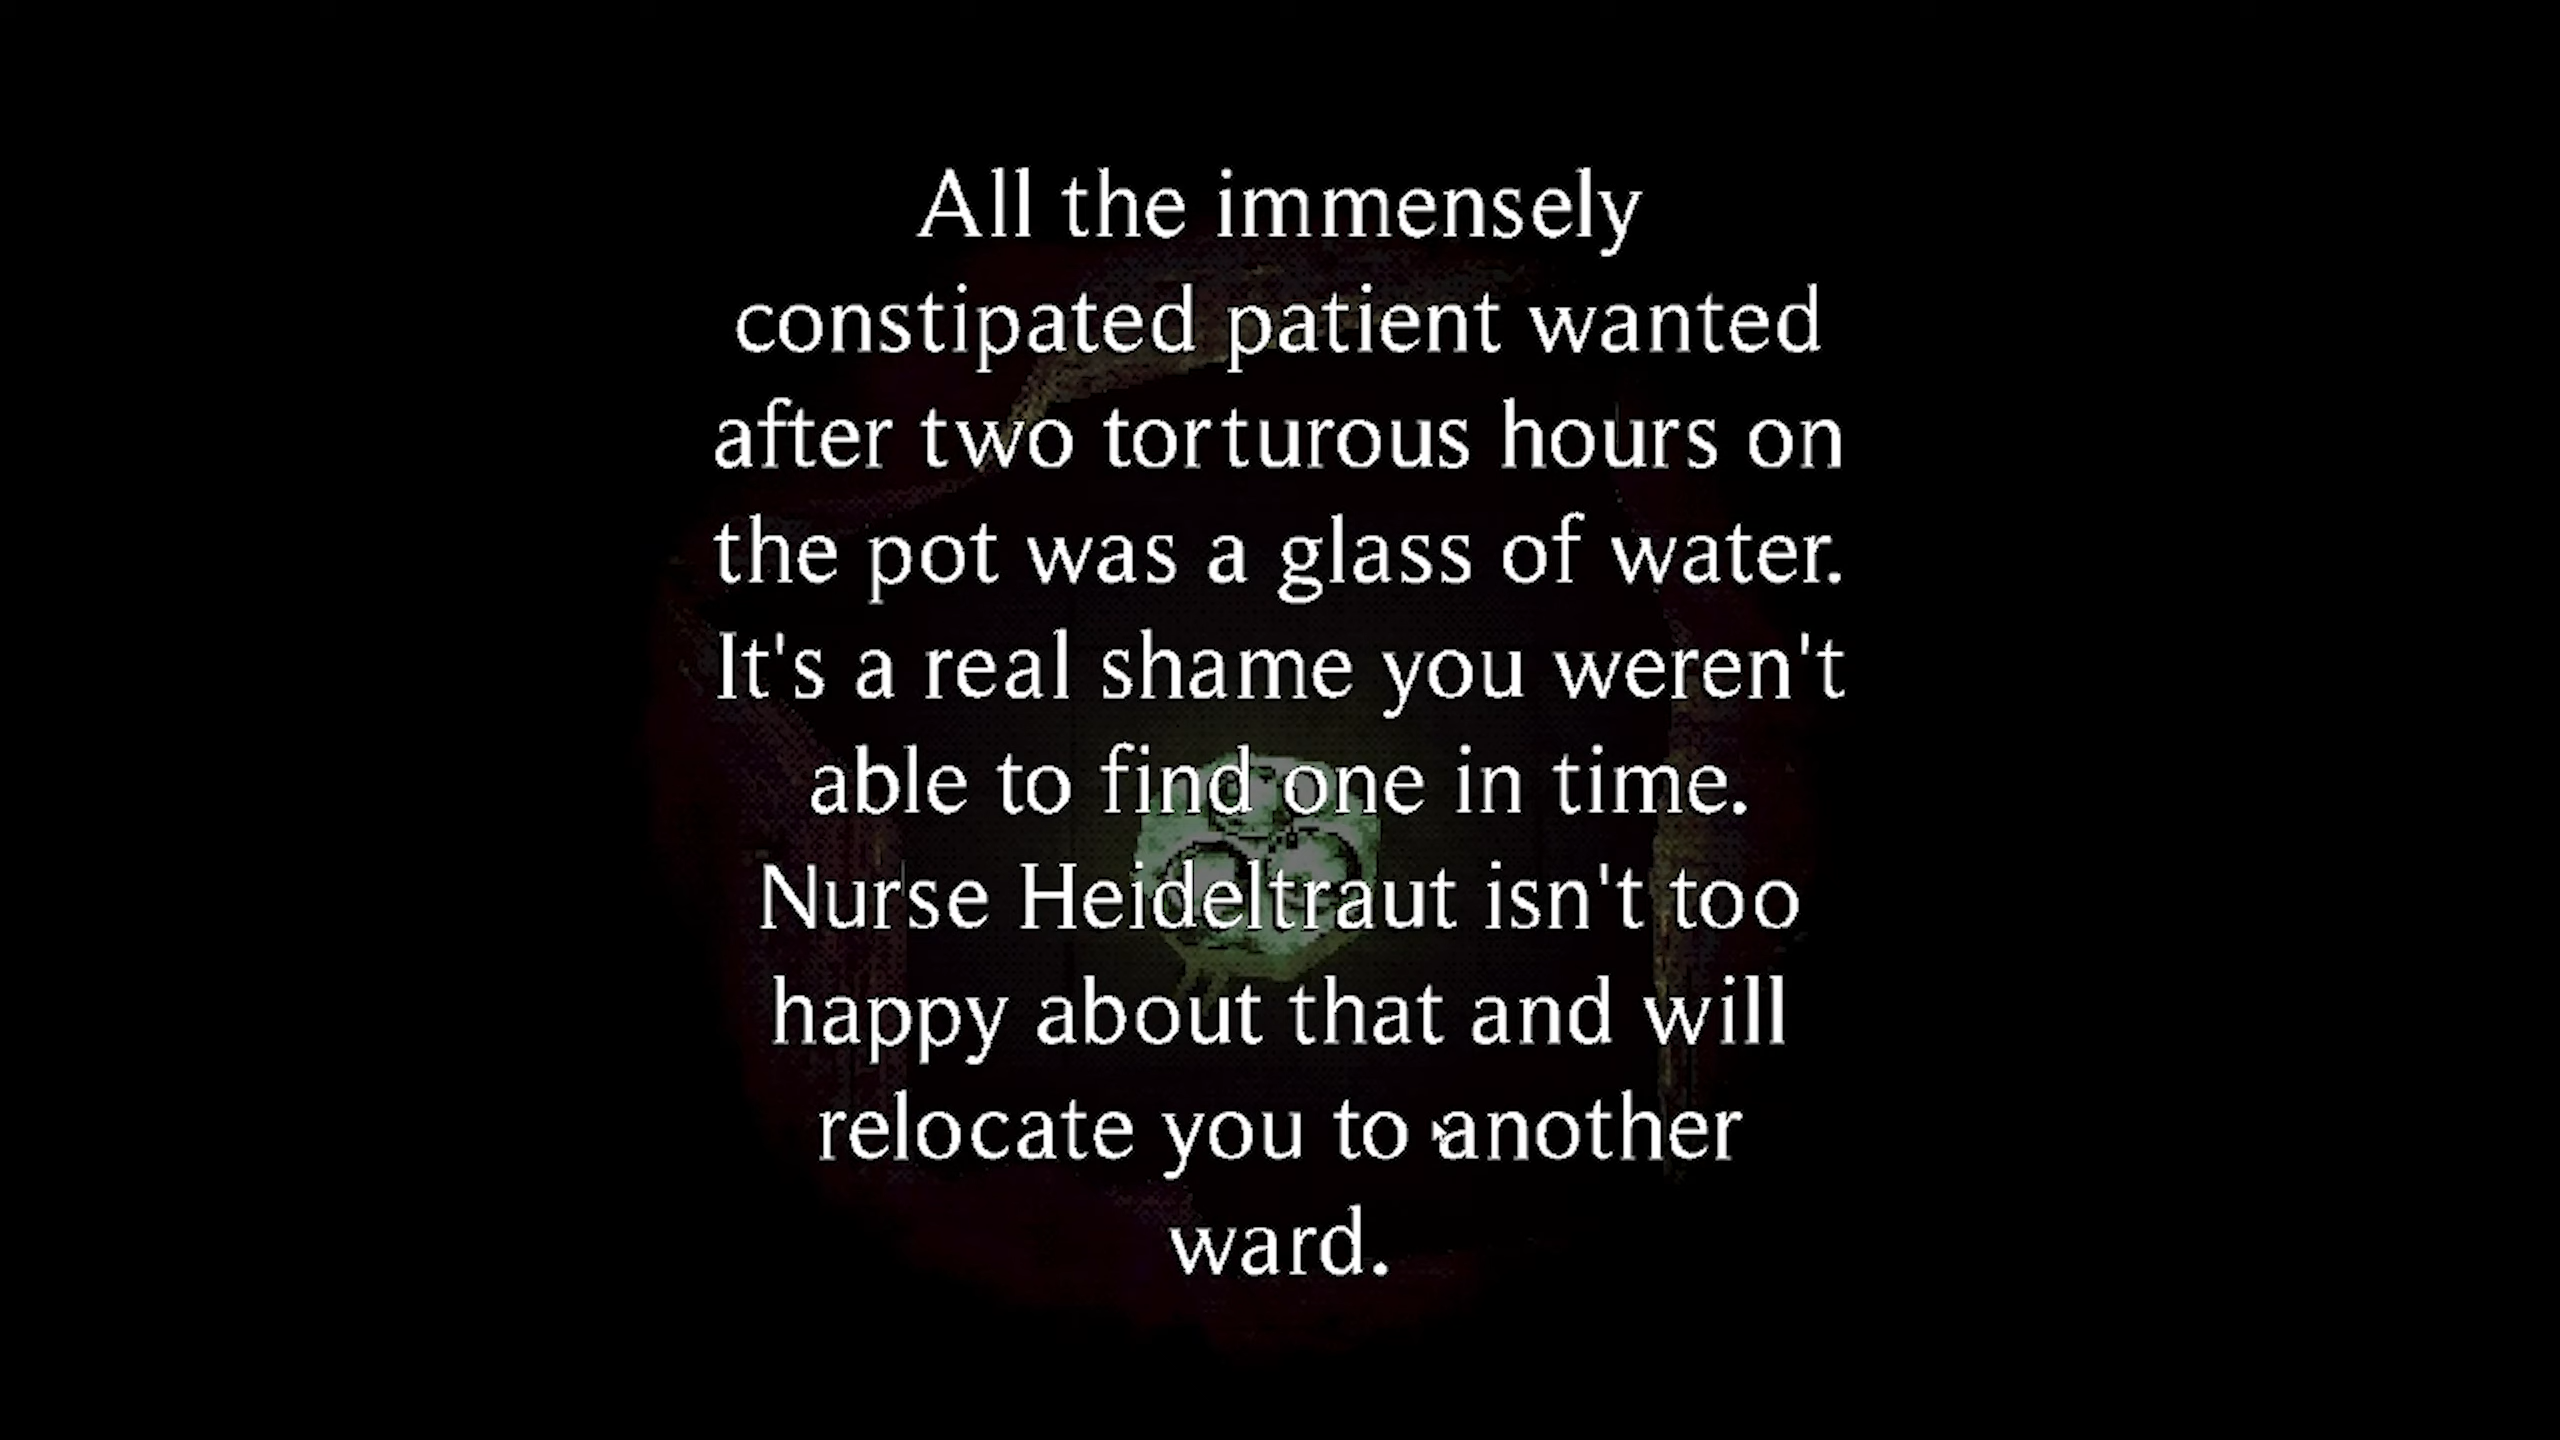 All the immensely
constipated patient wanted
after two torturous hours on
the pot was a glass of water.
It's a real shame you weren't
able to find one in time.
Nurse Heideltraut isn't too
happy about that and will
relocate you to another
ward.